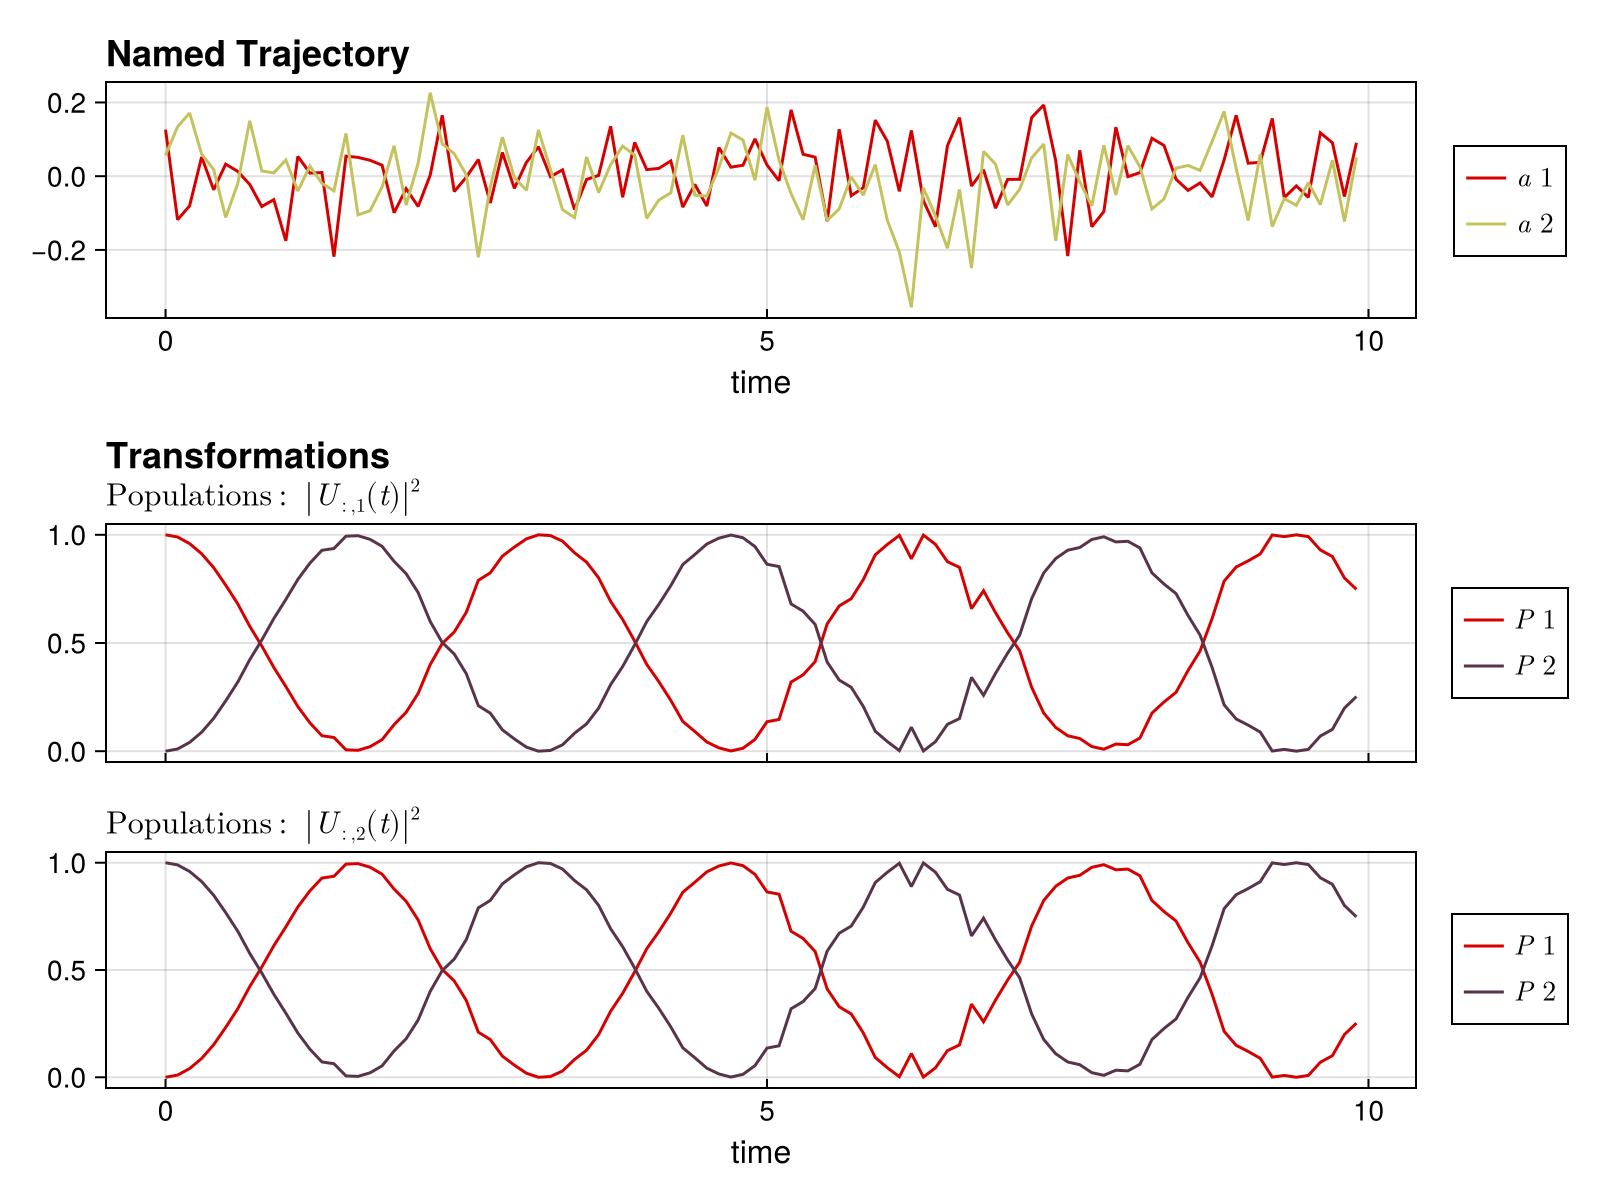 Named Trajectory
0.2
0.0
−0.2
0 5 10
time
a 1
a 2
Transformations
Populations: |U:,1(t)|²
1.0
0.5
0.0
P 1
P 2
Populations: |U:,2(t)|²
1.0
0.5
0.0
0 5 10
time
P 1
P 2